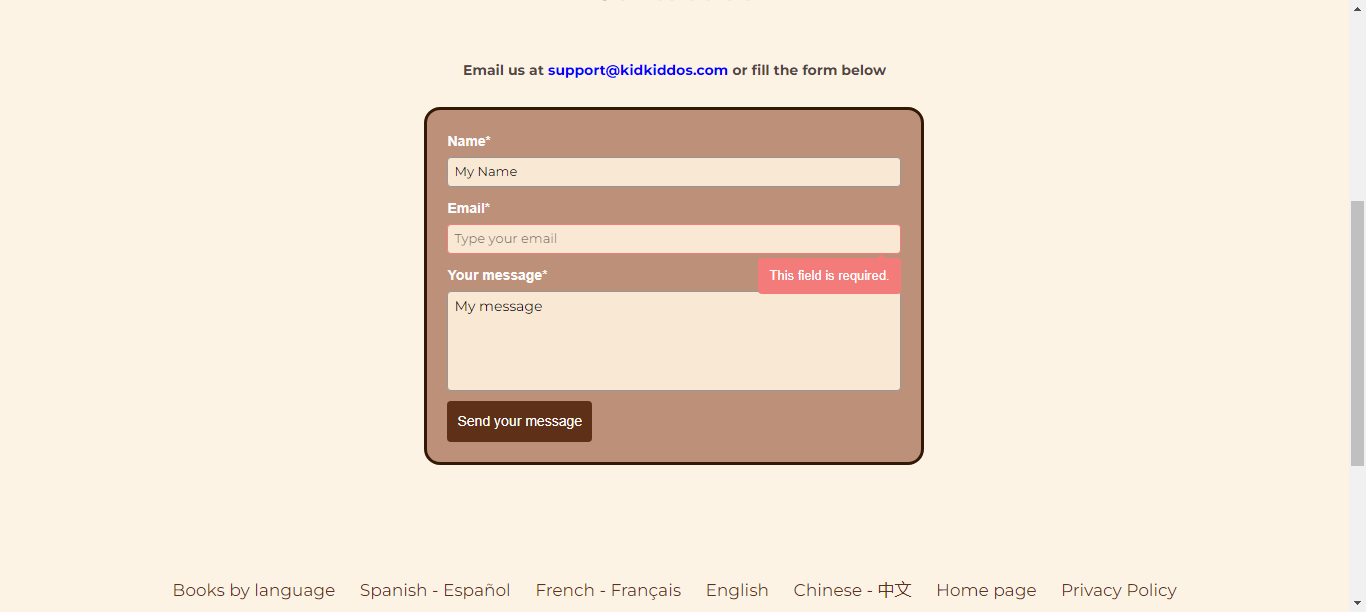 Email us at support@kidkiddos.com or fill the form below
Name*
My Name
Email*
Type your email
This field is required.
Your message*
My message
Send your message
Books by language Spanish - Español French - Français English Chinese - 中文 Home page Privacy Policy